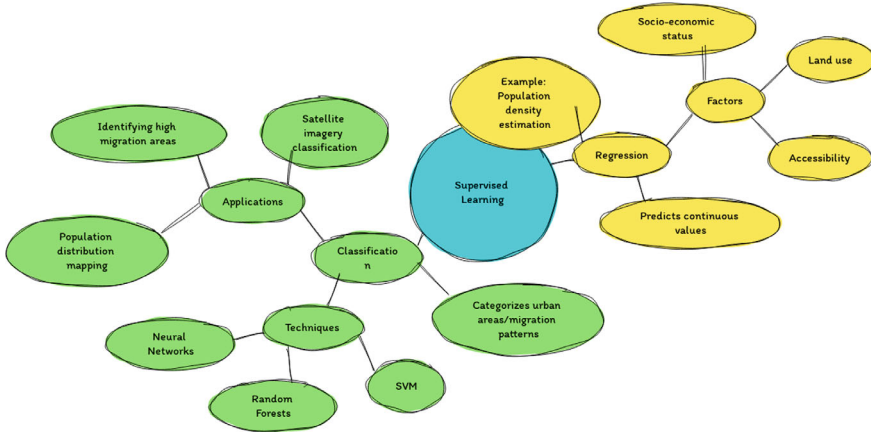 Socio-economic
status
Land use
Example:
Population
density
estimation
Factors
Satellite
imagery
classification
Identifying high
migration areas
Regression
Accessibility
Supervised
Learning
Applications
Predicts continuous
values
Population
distribution
mapping
Classificatio
n
Categorizes urban
areas/migration
patterns
Techniques
Neural
Networks
SVM
Random
Forests